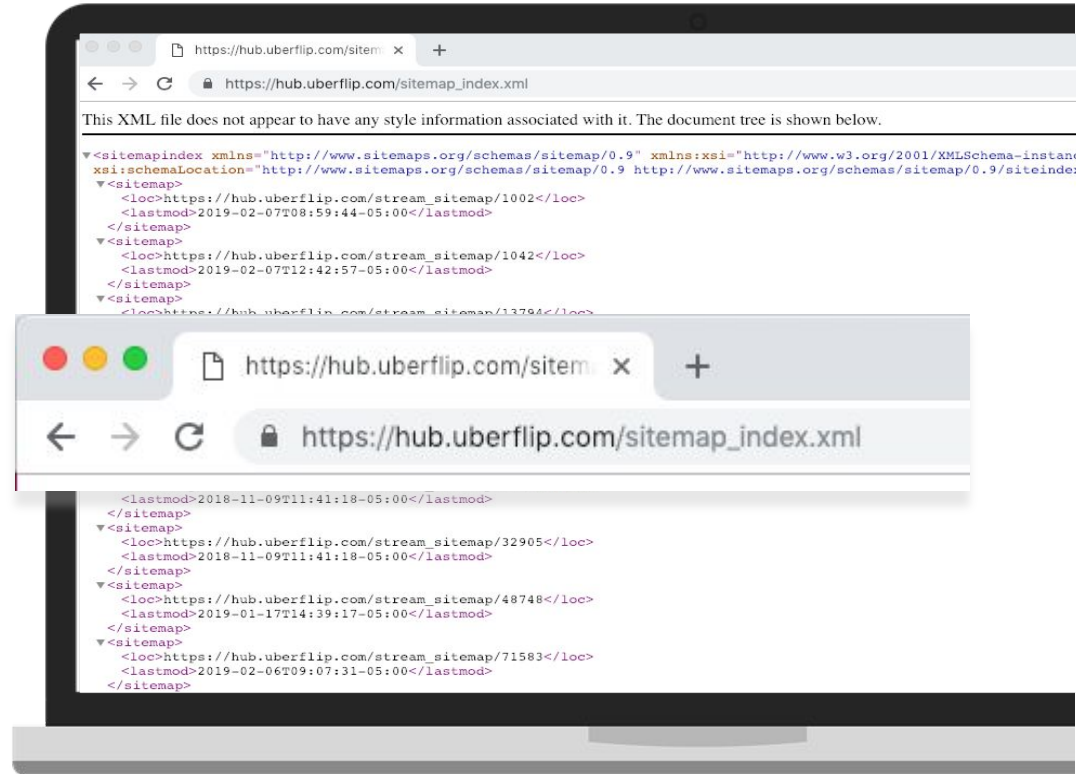 https://hub.uberflip.com/sitem
https://hub.uberflip.com/sitemap_index.xml
This XML file does not appear to have any style information associated with it. The document tree is shown below.
▼<sitemapindex xmlns="http://www.sitemaps.org/schemas/sitemap/0.9" xmlns:xsi="http://www.w3.org/2001/XMLSchema-instanc
xsi:schemaLocation="http://www.sitemaps.org/schemas/sitemap/0.9 http://www.sitemaps.org/schemas/sitemap/0.9/siteindex
▼<sitemap>
<loc>https://hub.uberflip.com/stream_sitemap/1002</loc>
<lastmod>2019-02-07T08:59:44-05:00</lastmod>
</sitemap>
▼<sitemap>
<loc>https://hub.uberflip.com/stream_sitemap/1042</loc>
<lastmod>2019-02-07T12:42:57-05:00</lastmod>
</sitemap>
▼<sitemap>
<loc>https://hub.uberflip.com/stream_sitemap/13794</loc>
https://hub.uberflip.com/sitem
https://hub.uberflip.com/sitemap_index.xml
<lastmod>2018-11-09T11:41:18-05:00</lastmod>
</sitemap>
▼<sitemap>
<loc>https://hub.uberflip.com/stream_sitemap/32905</loc>
<lastmod>2018-11-09T11:41:18-05:00</lastmod>
</sitemap>
▼<sitemap>
<loc>https://hub.uberflip.com/stream_sitemap/48748</loc>
<lastmod>2019-01-17T14:39:17-05:00</lastmod>
</sitemap>
▼<sitemap>
<loc>https://hub.uberflip.com/stream_sitemap/71583</loc>
<lastmod>2019-02-06T09:07:31-05:00</lastmod>
</sitemap>